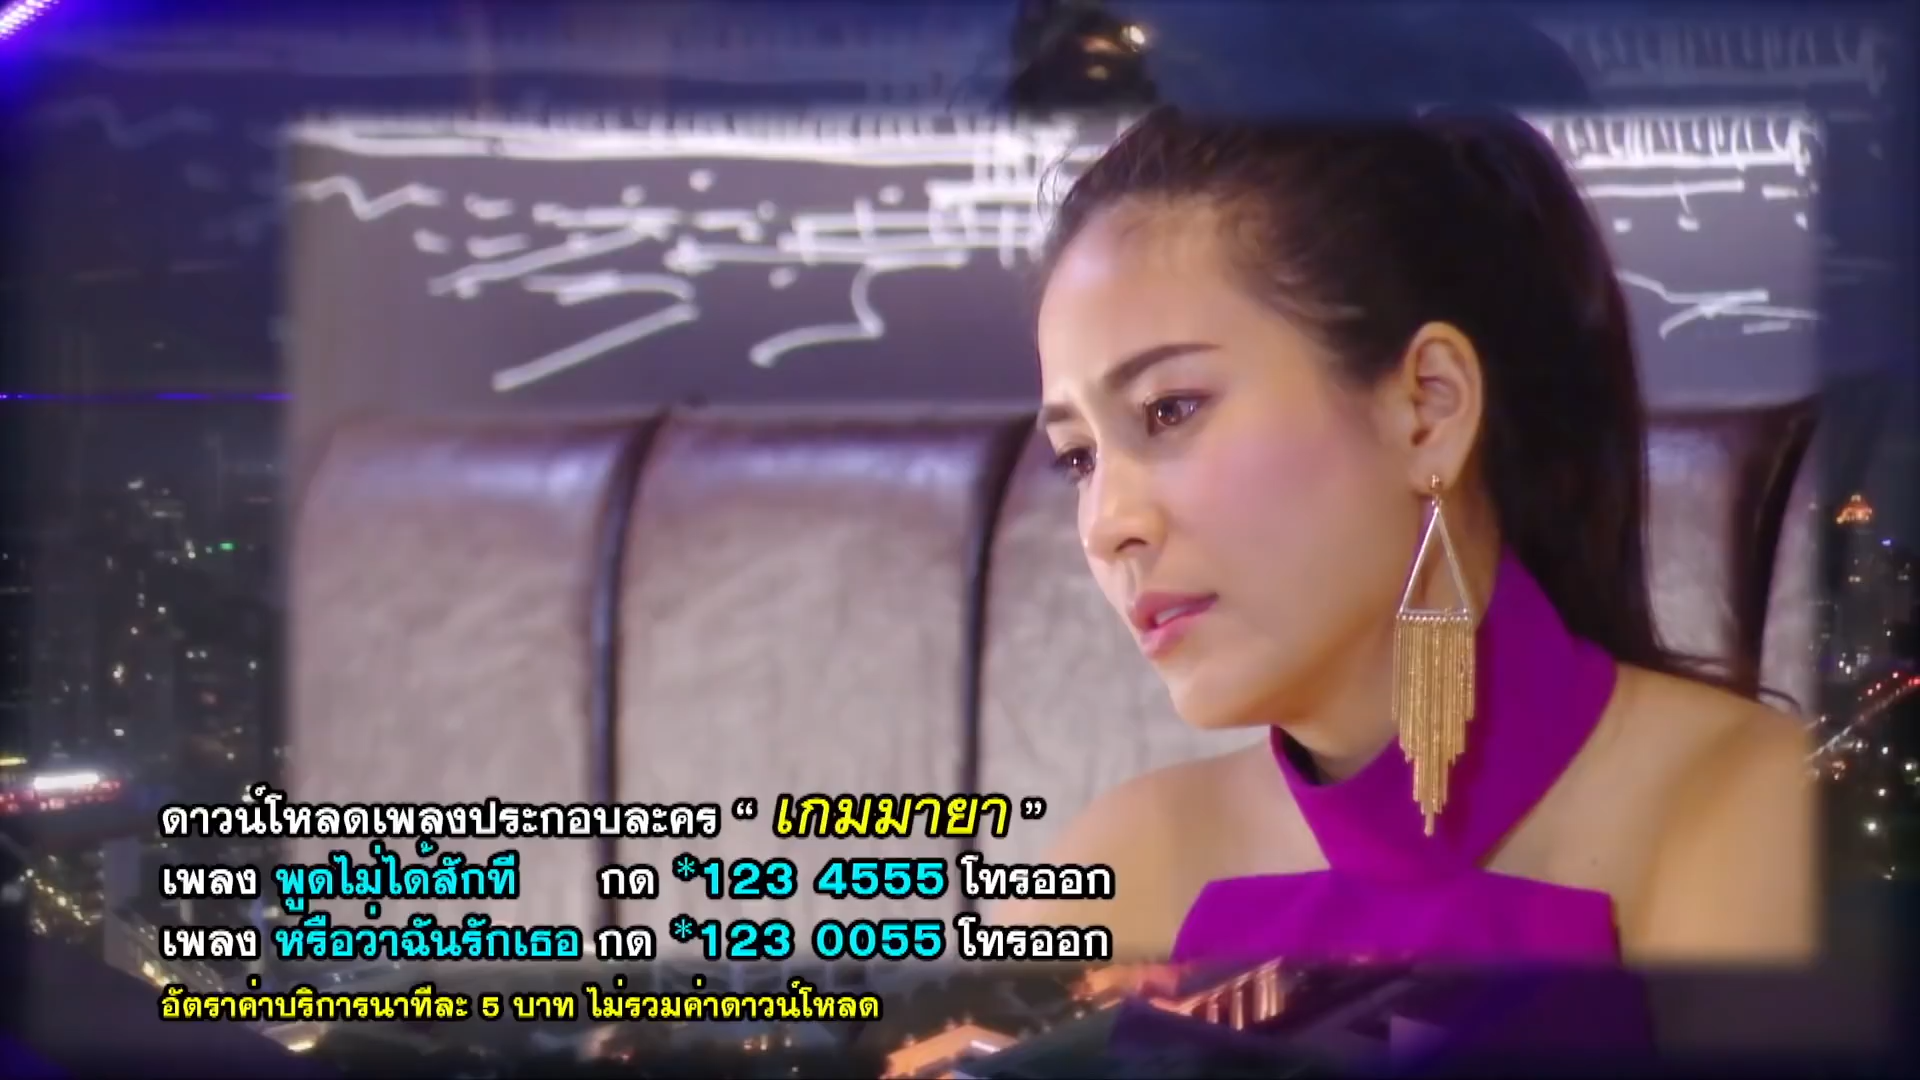 ดาวน์โหลดเพลงประกอบละคร “ เกมมายา ”
เพลง พูดไม่ได้สักที กด *123 4555 โทรออก
เพลง หรือว่าฉันรักเธอ กด *123 0055 โทรออก
อัตราค่าบริการนาทีละ 5 บาท ไม่รวมค่าดาวน์โหลด